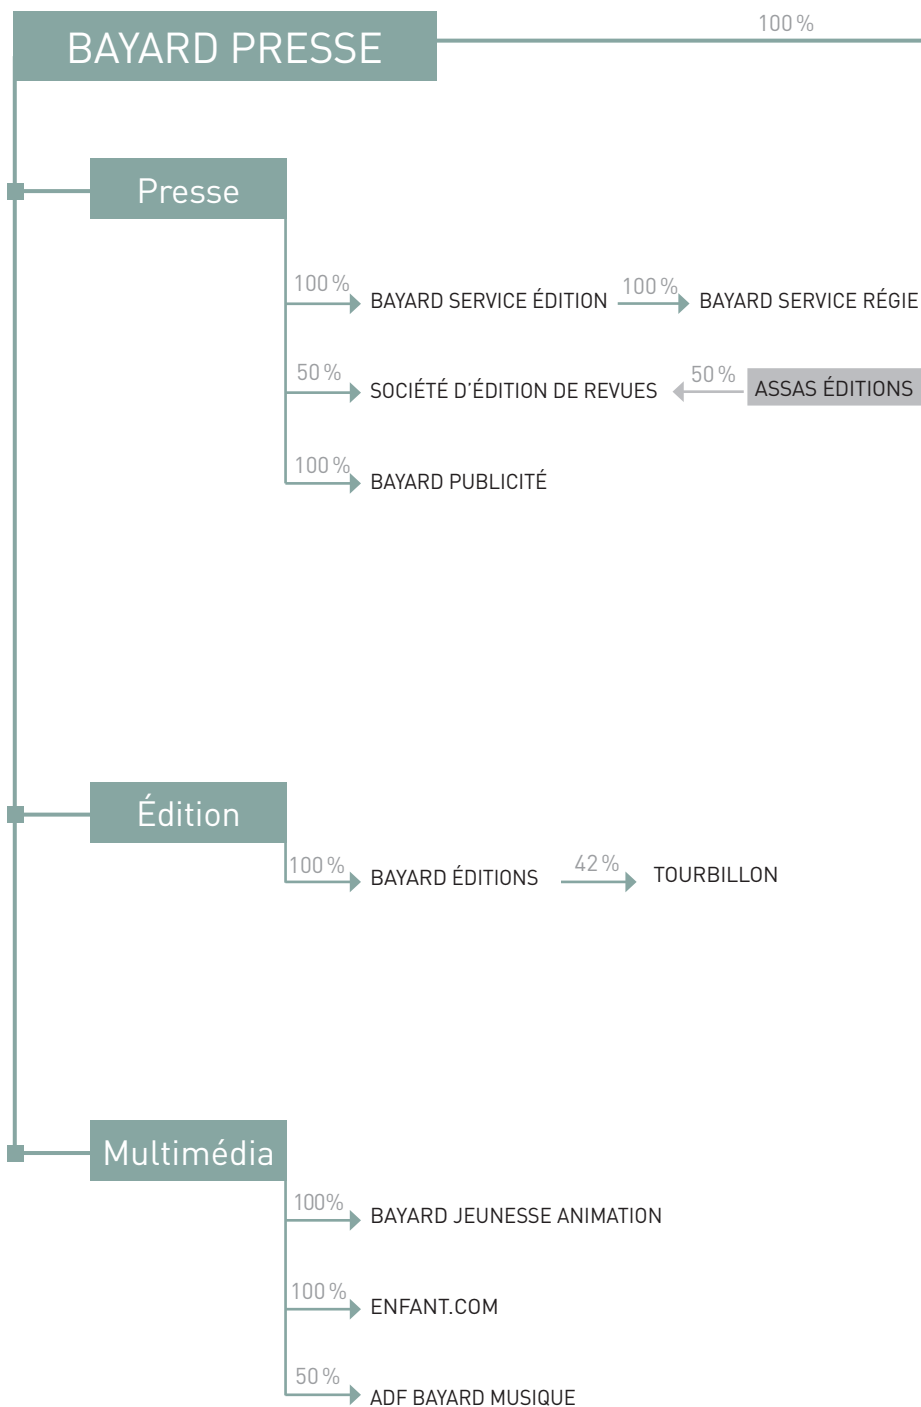 BAYARD PRESSE
100 %
Presse
100 %
BAYARD SERVICE ÉDITION
100 %
BAYARD SERVICE RÉGIE
50 %
SOCIÉTÉ D’ÉDITION DE REVUES
50 %
ASSAS ÉDITIONS
100 %
BAYARD PUBLICITÉ
Édition
100 %
BAYARD ÉDITIONS
42 %
TOURBILLON
Multimédia
100%
BAYARD JEUNESSE ANIMATION
100 %
ENFANT.COM
50 %
ADF BAYARD MUSIQUE